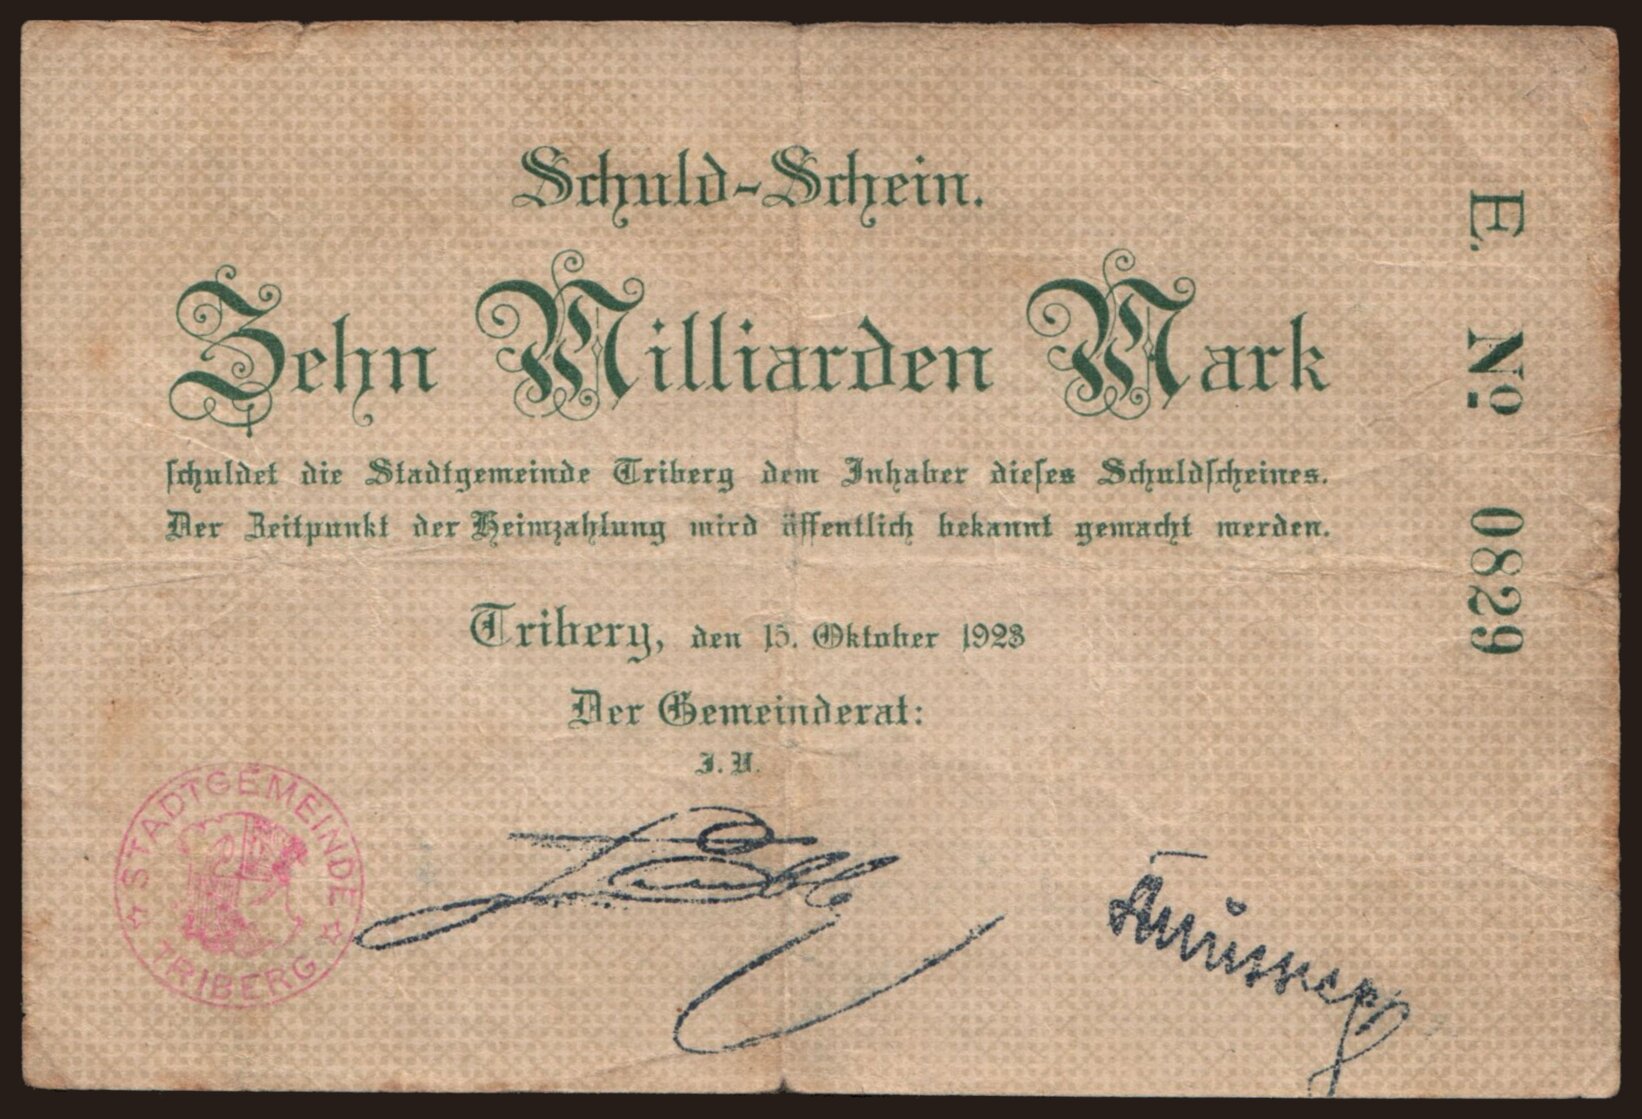 Schuld-Schein.
Zehn Milliarden Mark
schuldet die Stadtgemeinde Triberg dem Inhaber dieses Schuldscheines.
Der Zeitpunkt der Heimzahlung wird öffentlich bekannt gemacht werden.
Triberg, den 15. Oktober 1923
Der Gemeinderat:
I. V.
STADTGEMEINDE
TRIBERG
E. No 0829